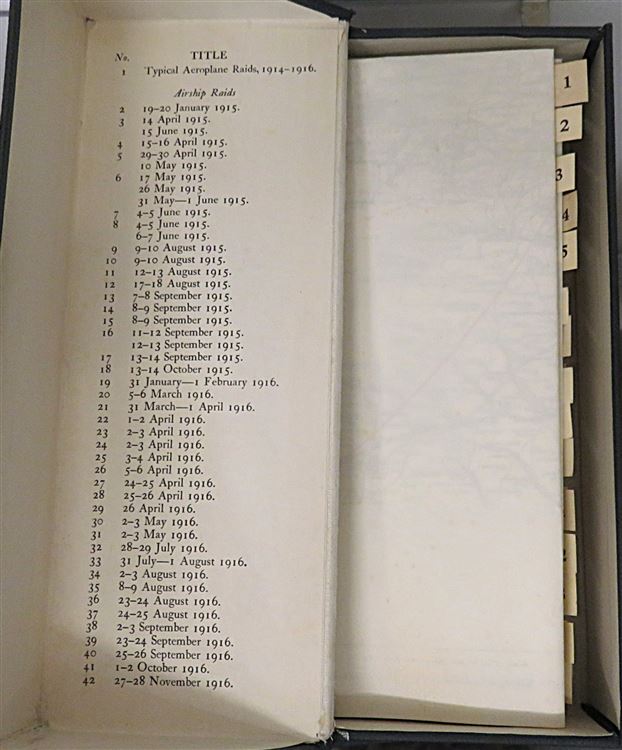 No. TITLE
1 Typical Aeroplane Raids, 1914–1916.
Airship Raids
2 19–20 January 1915.
3 14 April 1915.
15 June 1915.
4 15–16 April 1915.
5 29–30 April 1915.
10 May 1915.
6 17 May 1915.
26 May 1915.
31 May—1 June 1915.
7 4–5 June 1915.
8 4–5 June 1915.
6–7 June 1915.
9 9–10 August 1915.
10 9–10 August 1915.
11 12–13 August 1915.
12 17–18 August 1915.
13 7–8 September 1915.
14 8–9 September 1915.
15 8–9 September 1915.
16 11–12 September 1915.
12–13 September 1915.
17 13–14 September 1915.
18 13–14 October 1915.
19 31 January—1 February 1916.
20 5–6 March 1916.
21 31 March—1 April 1916.
22 1–2 April 1916.
23 2–3 April 1916.
24 2–3 April 1916.
25 3–4 April 1916.
26 5–6 April 1916.
27 24–25 April 1916.
28 25–26 April 1916.
29 26 April 1916.
30 2–3 May 1916.
31 2–3 May 1916.
32 28–29 July 1916.
33 31 July—1 August 1916.
34 2–3 August 1916.
35 8–9 August 1916.
36 23–24 August 1916.
37 24–25 August 1916.
38 2–3 September 1916.
39 23–24 September 1916.
40 25–26 September 1916.
41 1–2 October 1916.
42 27–28 November 1916.
1
2
3
4
5